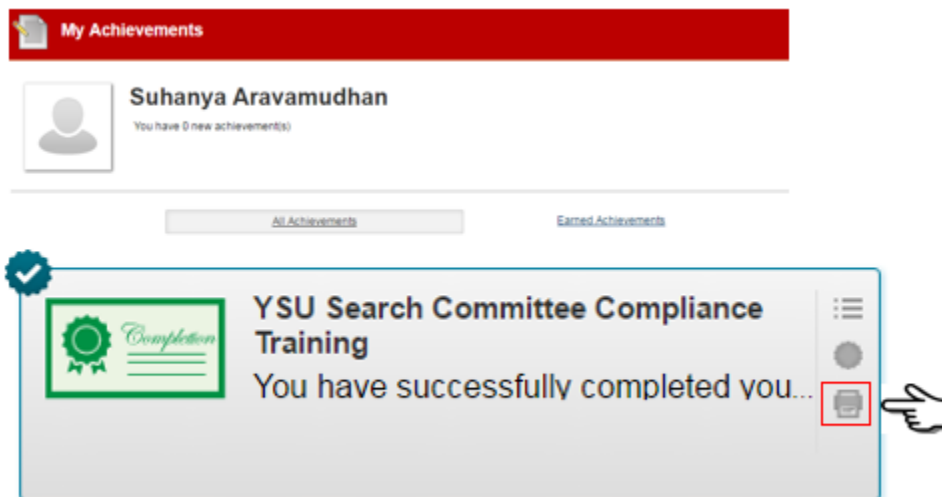 My Achievements
Suhanya Aravamudhan
You have 0 new achievement(s)
All Achievements
Earned Achievements
Completion
YSU Search Committee Compliance
Training
You have successfully completed you...